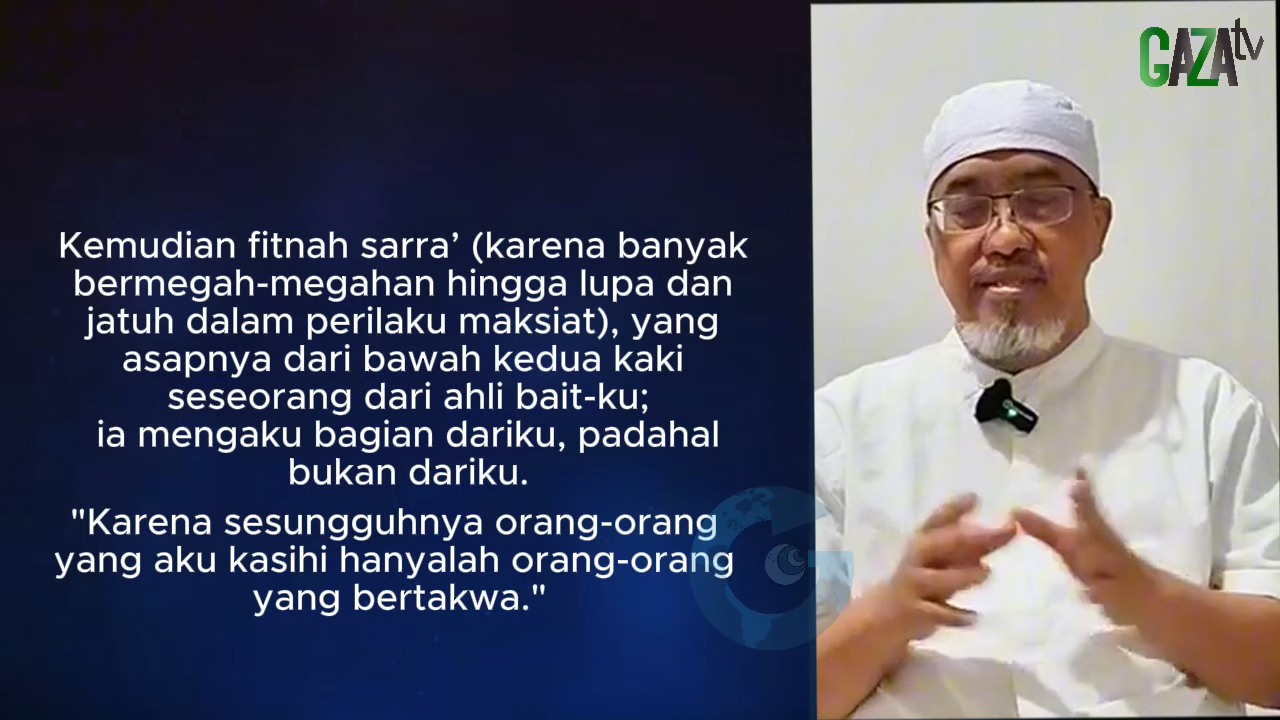 GAZAtv
Kemudian fitnah sarra’ (karena banyak
bermegah-megahan hingga lupa dan
jatuh dalam perilaku maksiat), yang
asapnya dari bawah kedua kaki
seseorang dari ahli bait-ku;
ia mengaku bagian dariku, padahal
bukan dariku.
"Karena sesungguhnya orang-orang
yang aku kasihi hanyalah orang-orang
yang bertakwa."